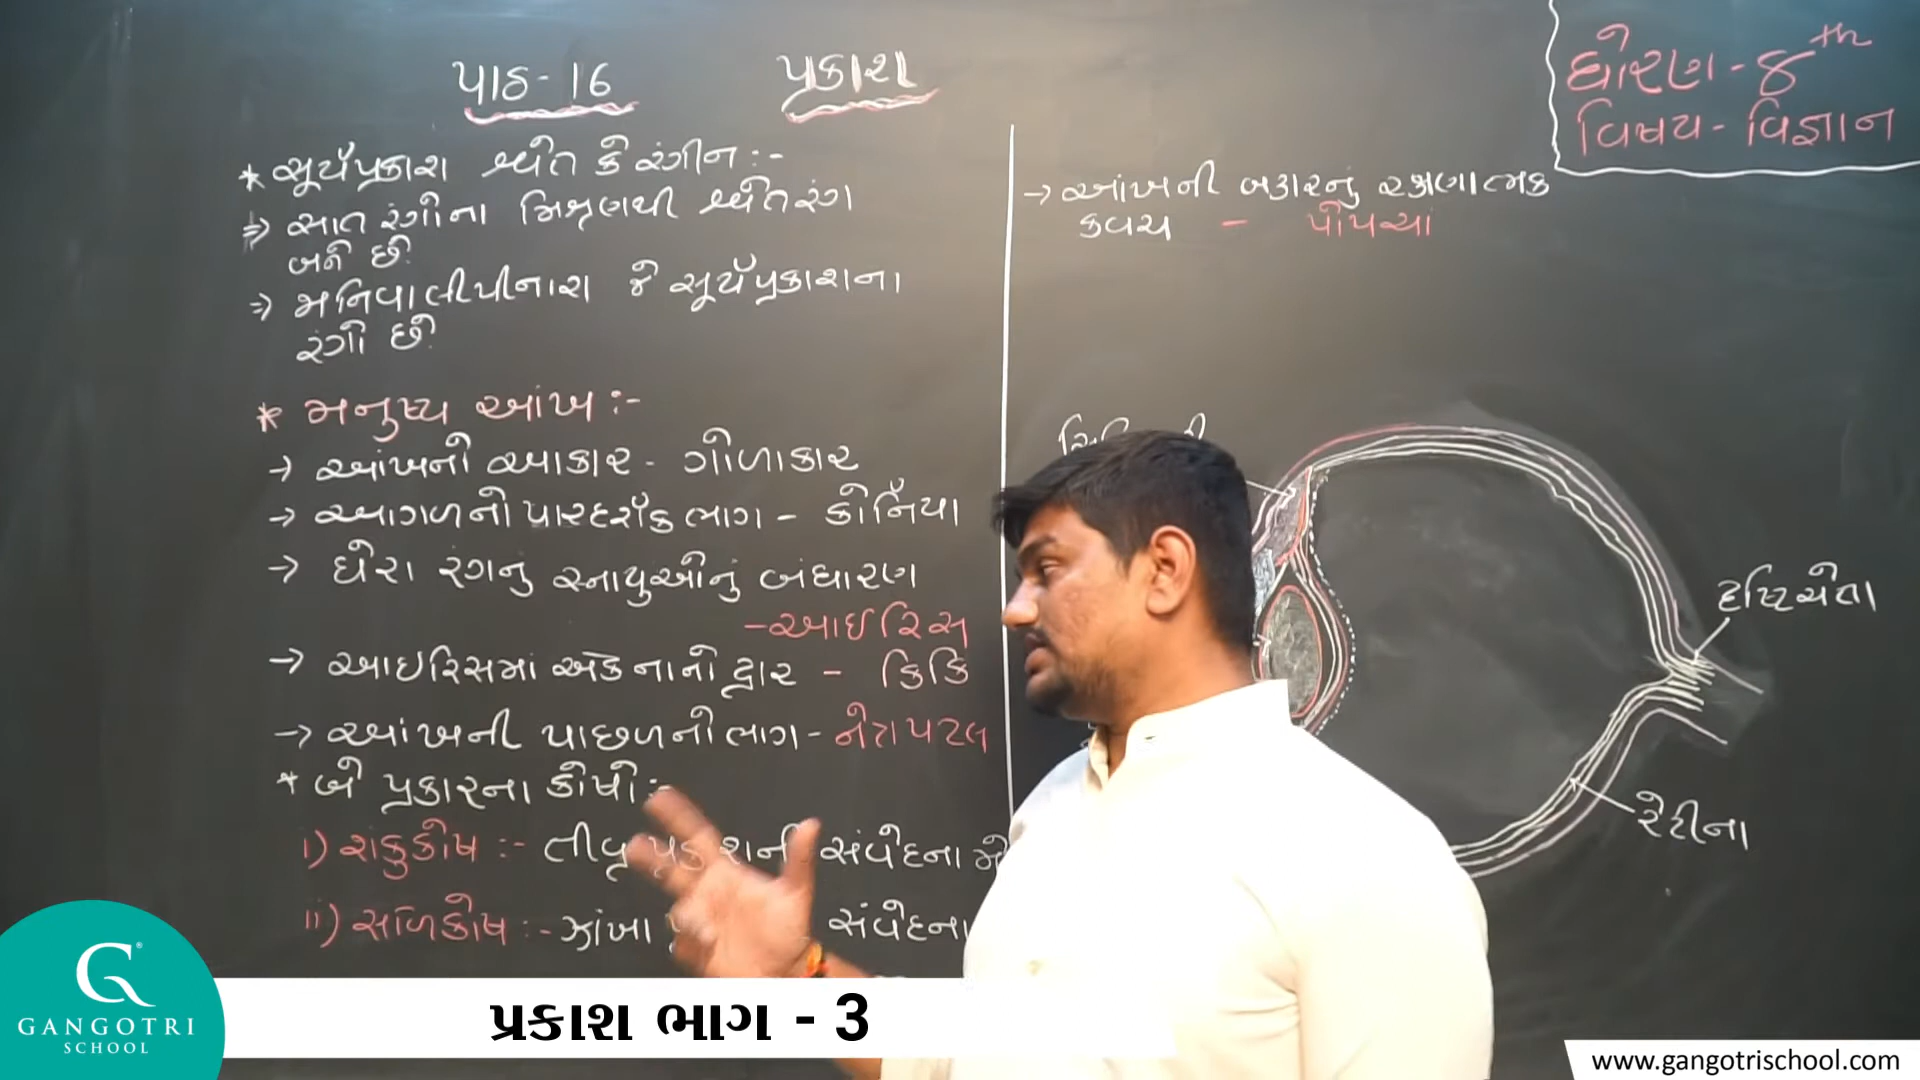 પાઠ - 16 પ્રકાશ
ધોરણ - 8th
વિષય - વિજ્ઞાન
* સૂર્યપ્રકાશ શ્વેત કે રંગીન :-
⇒ સાત રંગોના મિશ્રણથી શ્વેત રંગ
બને છે.
⇒ મનિવાલીપીનારા જે સૂર્યપ્રકાશના
રંગો છે.
* મનુષ્ય આંખ :-
→ આંખનો આકાર - ગોળાકાર
→ આગળનો પારદર્શક ભાગ - કોર્નિયા
→ ઘેરા રંગનું સ્નાયુઓનું બંધારણ
- આઇરિસ
→ આઇરિસમાં એક નાનો દ્વાર - કિકિ
→ આંખની પાછળનો ભાગ - નેત્રપટલ
* બે પ્રકારના કોષો :-
i) શંકુકોષ :- તીવ્ર સંવેદના
ii) સળિકોષ :- ઝાંખા સંવેદના
→ આંખની બહારનું રક્ષણાત્મક
કવચ - પોપચાં
દ્રષ્ટિચેતા
રેટીના
GANGOTRI
SCHOOL
પ્રકાશ ભાગ - 3
www.gangotrischool.com